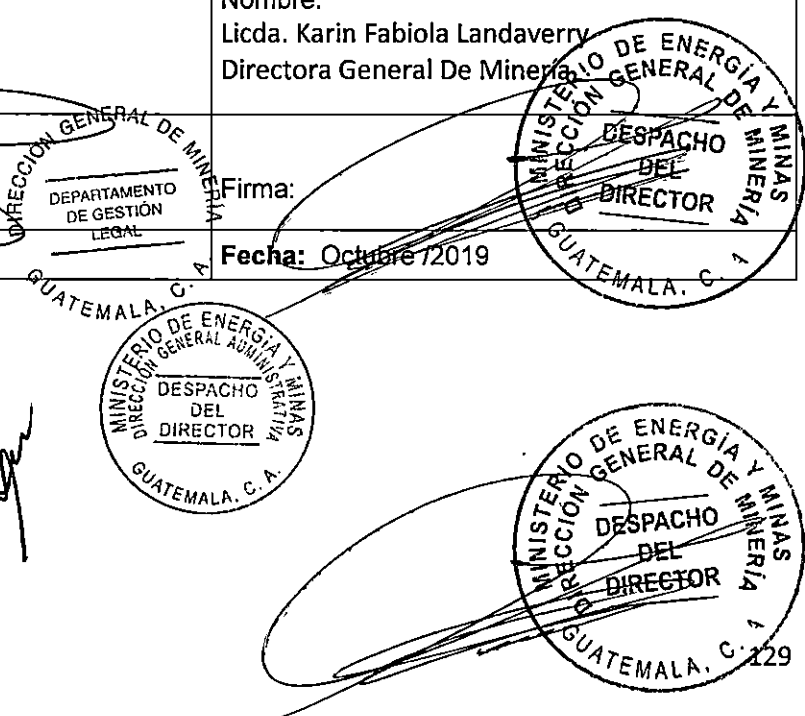 Nombre:
Licda. Karin Fabiola Landaverry
Directora General De Minería
MINISTERIO DE ENERGÍA Y MINAS
DIRECCIÓN GENERAL DE MINERÍA
DESPACHO
DEL
DIRECTOR
GUATEMALA, C. A
DIRECCIÓN GENERAL DE MINERÍA
DEPARTAMENTO
DE GESTIÓN
LEGAL
GUATEMALA, C. A.
Firma:
Fecha: Octubre /2019
MINISTERIO DE ENERGÍA Y MINAS
DIRECCIÓN GENERAL ADMINISTRATIVA
DESPACHO
DEL
DIRECTOR
GUATEMALA, C. A.
MINISTERIO DE ENERGÍA Y MINAS
DIRECCIÓN GENERAL DE MINERÍA
DESPACHO
DEL
DIRECTOR
GUATEMALA, C. A
129